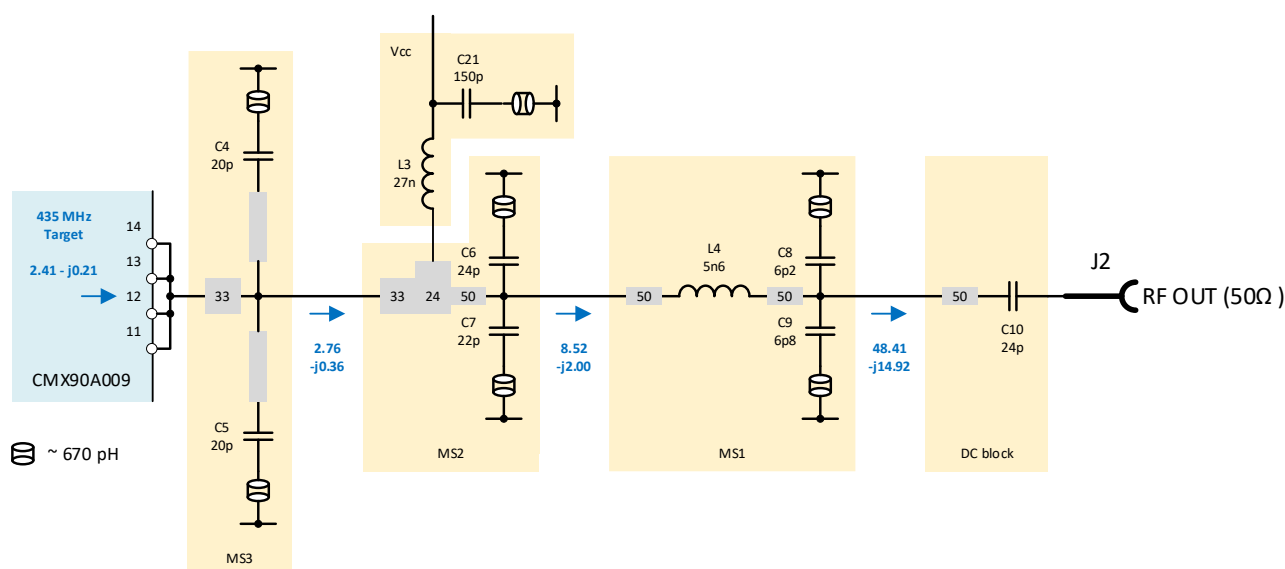 435 MHz
Target
2.41 - j0.21
14
13
12
11
CMX90A009
~ 670 pH
33
C4
20p
C5
20p
MS3
2.76
-j0.36
Vcc
C21
150p
L3
27n
33
24
50
C6
24p
C7
22p
MS2
8.52
-j2.00
50
L4
5n6
50
C8
6p2
C9
6p8
MS1
48.41
-j14.92
50
C10
24p
DC block
J2
RF OUT (50Ω )